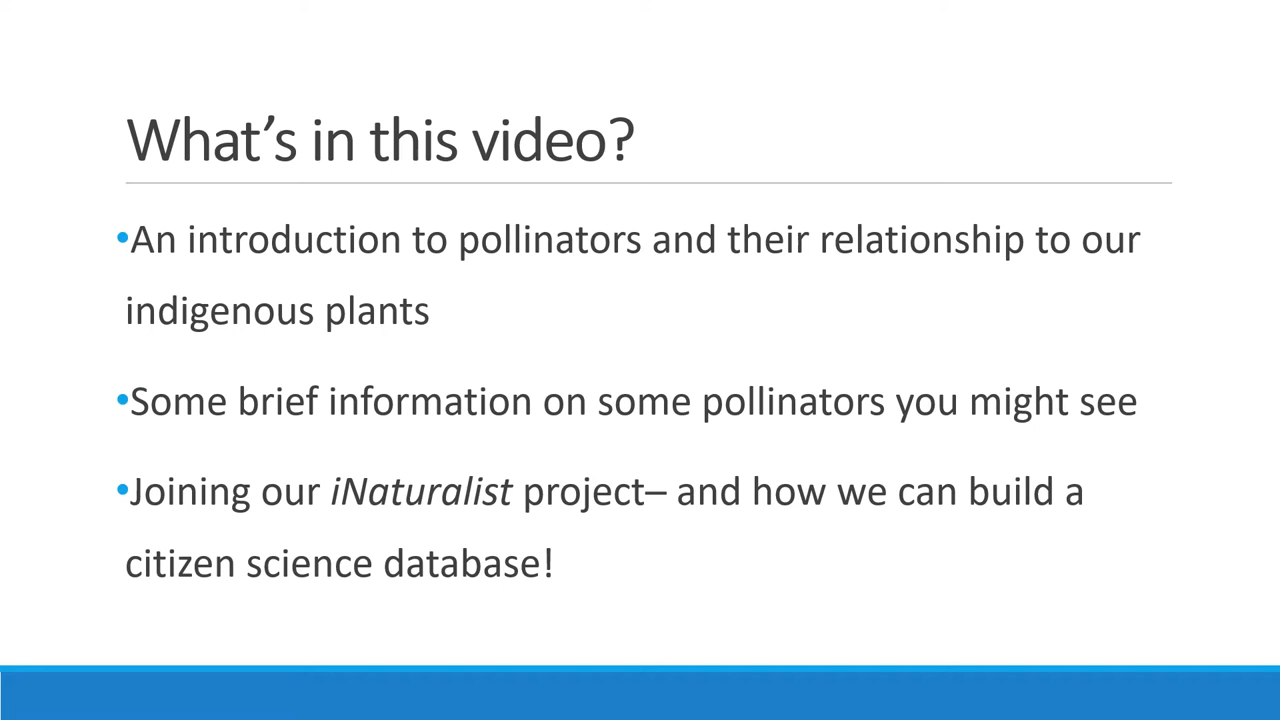 What’s in this video?
•An introduction to pollinators and their relationship to our
indigenous plants
•Some brief information on some pollinators you might see
•Joining our iNaturalist project– and how we can build a
citizen science database!